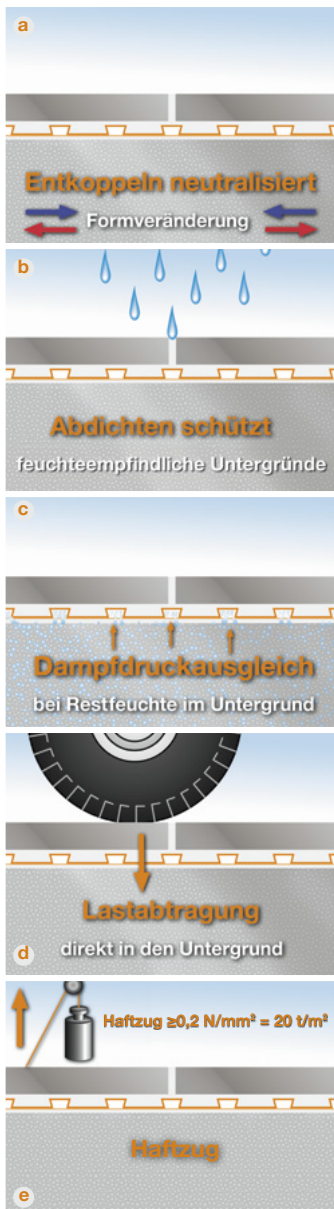 a
Entkoppeln neutralisiert
Formveränderung
b
Abdichten schützt
feuchteempfindliche Untergründe
c
Dampfdruckausgleich
bei Restfeuchte im Untergrund
Lastabtragung
direkt in den Untergrund
d
Haftzug ≥0,2 N/mm² = 20 t/m²
Haftzug
e